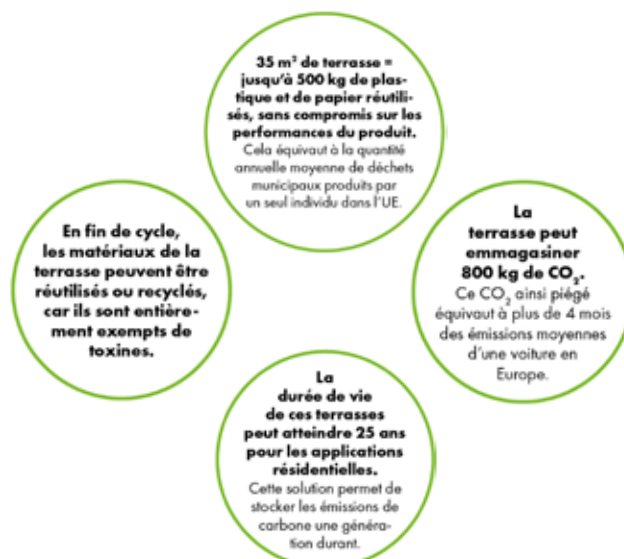 35 m² de terrasse =
jusqu'à 500 kg de plas-
tique et de papier réutili-
sés, sans compromis sur les
performances du produit.
Cela équivaut à la quantité
annuelle moyenne de déchets
municipaux produits par
un seul individu dans l'UE.
En fin de cycle,
les matériaux de la
terrasse peuvent être
réutilisés ou recyclés,
car ils sont entière-
ment exempts de
toxines.
La
terrasse peut
emmagasiner
800 kg de CO₂.
Ce CO₂ ainsi piégé
équivaut à plus de 4 mois
des émissions moyennes
d'une voiture en
Europe.
La
durée de vie
de ces terrasses
peut atteindre 25 ans
pour les applications
résidentielles.
Cette solution permet de
stocker les émissions de
carbone une généra-
tion durant.